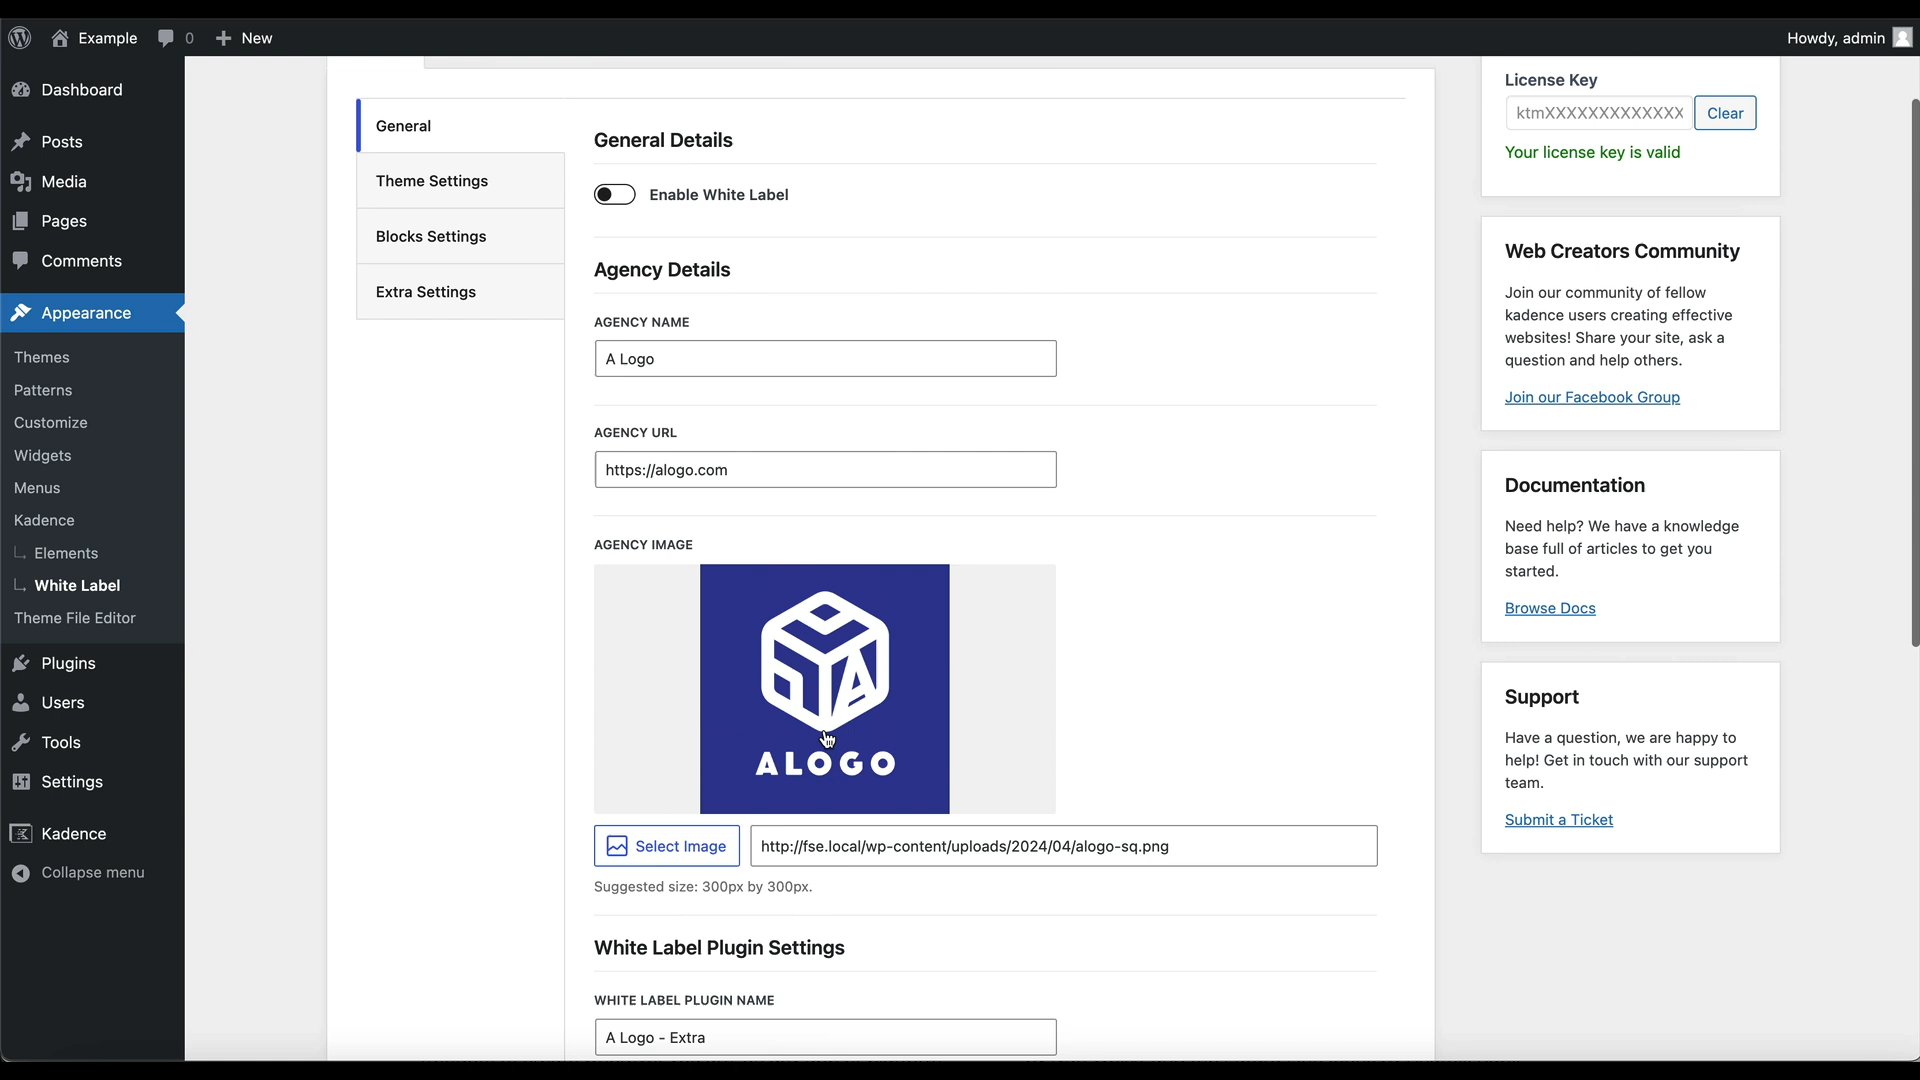 Example
0
New
Howdy, admin
Dashboard
Posts
Media
Pages
Comments
Appearance
Themes
Patterns
Customize
Widgets
Menus
Kadence
Elements
White Label
Theme File Editor
Plugins
Users
Tools
Settings
Kadence
Collapse menu
General
Theme Settings
Blocks Settings
Extra Settings
General Details
Enable White Label
Agency Details
AGENCY NAME
A Logo
AGENCY URL
https://alogo.com
AGENCY IMAGE
ALOGO
Select Image
http://fse.local/wp-content/uploads/2024/04/alogo-sq.png
Suggested size: 300px by 300px.
White Label Plugin Settings
WHITE LABEL PLUGIN NAME
A Logo - Extra
License Key
ktmXXXXXXXXXXXXX
Clear
Your license key is valid
Web Creators Community
Join our community of fellow
kadence users creating effective
websites! Share your site, ask a
question and help others.
Join our Facebook Group
Documentation
Need help? We have a knowledge
base full of articles to get you
started.
Browse Docs
Support
Have a question, we are happy to
help! Get in touch with our support
team.
Submit a Ticket